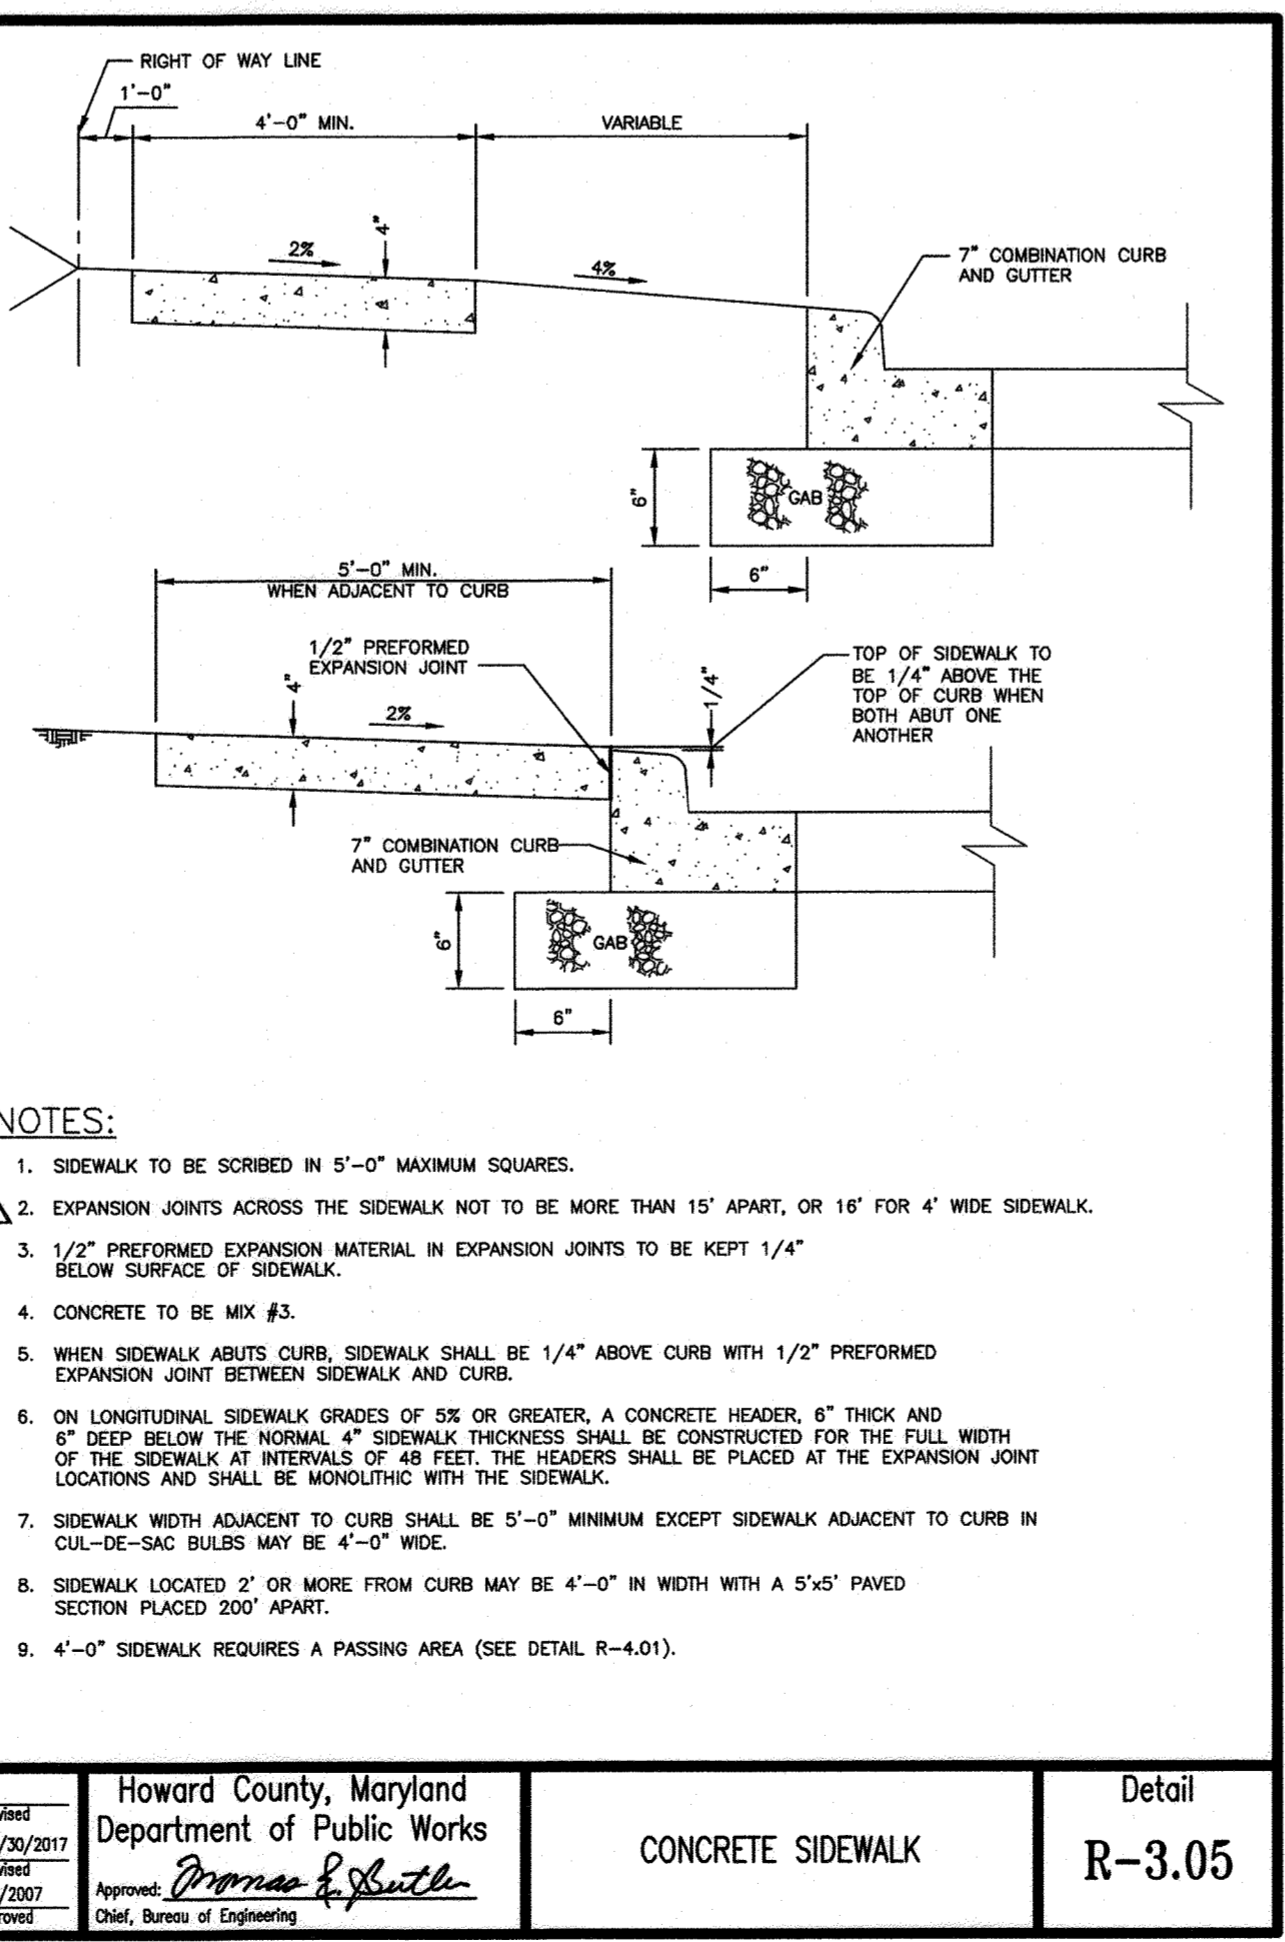 RIGHT OF WAY LINE
1'-0"
4'-0" MIN.
VARIABLE
4"
2%
4%
7" COMBINATION CURB
AND GUTTER
6"
GAB
6"
5'-0" MIN.
WHEN ADJACENT TO CURB
1/2" PREFORMED
EXPANSION JOINT
4"
2%
1/4"
TOP OF SIDEWALK TO
BE 1/4" ABOVE THE
TOP OF CURB WHEN
BOTH ABUT ONE
ANOTHER
7" COMBINATION CURB
AND GUTTER
6"
GAB
6"
NOTES:
1. SIDEWALK TO BE SCRIBED IN 5'-0" MAXIMUM SQUARES.
2. EXPANSION JOINTS ACROSS THE SIDEWALK NOT TO BE MORE THAN 15' APART, OR 16' FOR 4' WIDE SIDEWALK.
3. 1/2" PREFORMED EXPANSION MATERIAL IN EXPANSION JOINTS TO BE KEPT 1/4"
BELOW SURFACE OF SIDEWALK.
4. CONCRETE TO BE MIX #3.
5. WHEN SIDEWALK ABUTS CURB, SIDEWALK SHALL BE 1/4" ABOVE CURB WITH 1/2" PREFORMED
EXPANSION JOINT BETWEEN SIDEWALK AND CURB.
6. ON LONGITUDINAL SIDEWALK GRADES OF 5% OR GREATER, A CONCRETE HEADER, 6" THICK AND
6" DEEP BELOW THE NORMAL 4" SIDEWALK THICKNESS SHALL BE CONSTRUCTED FOR THE FULL WIDTH
OF THE SIDEWALK AT INTERVALS OF 48 FEET. THE HEADERS SHALL BE PLACED AT THE EXPANSION JOINT
LOCATIONS AND SHALL BE MONOLITHIC WITH THE SIDEWALK.
7. SIDEWALK WIDTH ADJACENT TO CURB SHALL BE 5'-0" MINIMUM EXCEPT SIDEWALK ADJACENT TO CURB IN
CUL-DE-SAC BULBS MAY BE 4'-0" WIDE.
8. SIDEWALK LOCATED 2' OR MORE FROM CURB MAY BE 4'-0" IN WIDTH WITH A 5'x5' PAVED
SECTION PLACED 200' APART.
9. 4'-0" SIDEWALK REQUIRES A PASSING AREA (SEE DETAIL R-4.01).
vised
/30/2017
vised
/2007
roved
Howard County, Maryland
Department of Public Works
Approved: Thomas E. Butler
Chief, Bureau of Engineering
CONCRETE SIDEWALK
Detail
R-3.05